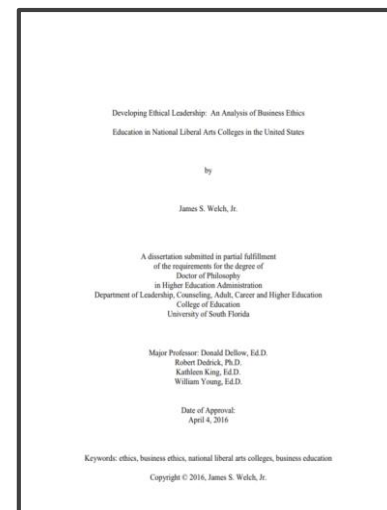 Developing Ethical Leadership: An Analysis of Business Ethics
Education in National Liberal Arts Colleges in the United States
by
James S. Welch, Jr.
A dissertation submitted in partial fulfillment
of the requirements for the degree of
Doctor of Philosophy
in Higher Education Administration
Department of Leadership, Counseling, Adult, Career and Higher Education
College of Education
University of South Florida
Major Professor: Donald Dellow, Ed.D.
Robert Dedrick, Ph.D.
Kathleen King, Ed.D.
William Young, Ed.D.
Date of Approval:
April 4, 2016
Keywords: ethics, business ethics, national liberal arts colleges, business education
Copyright © 2016, James S. Welch, Jr.